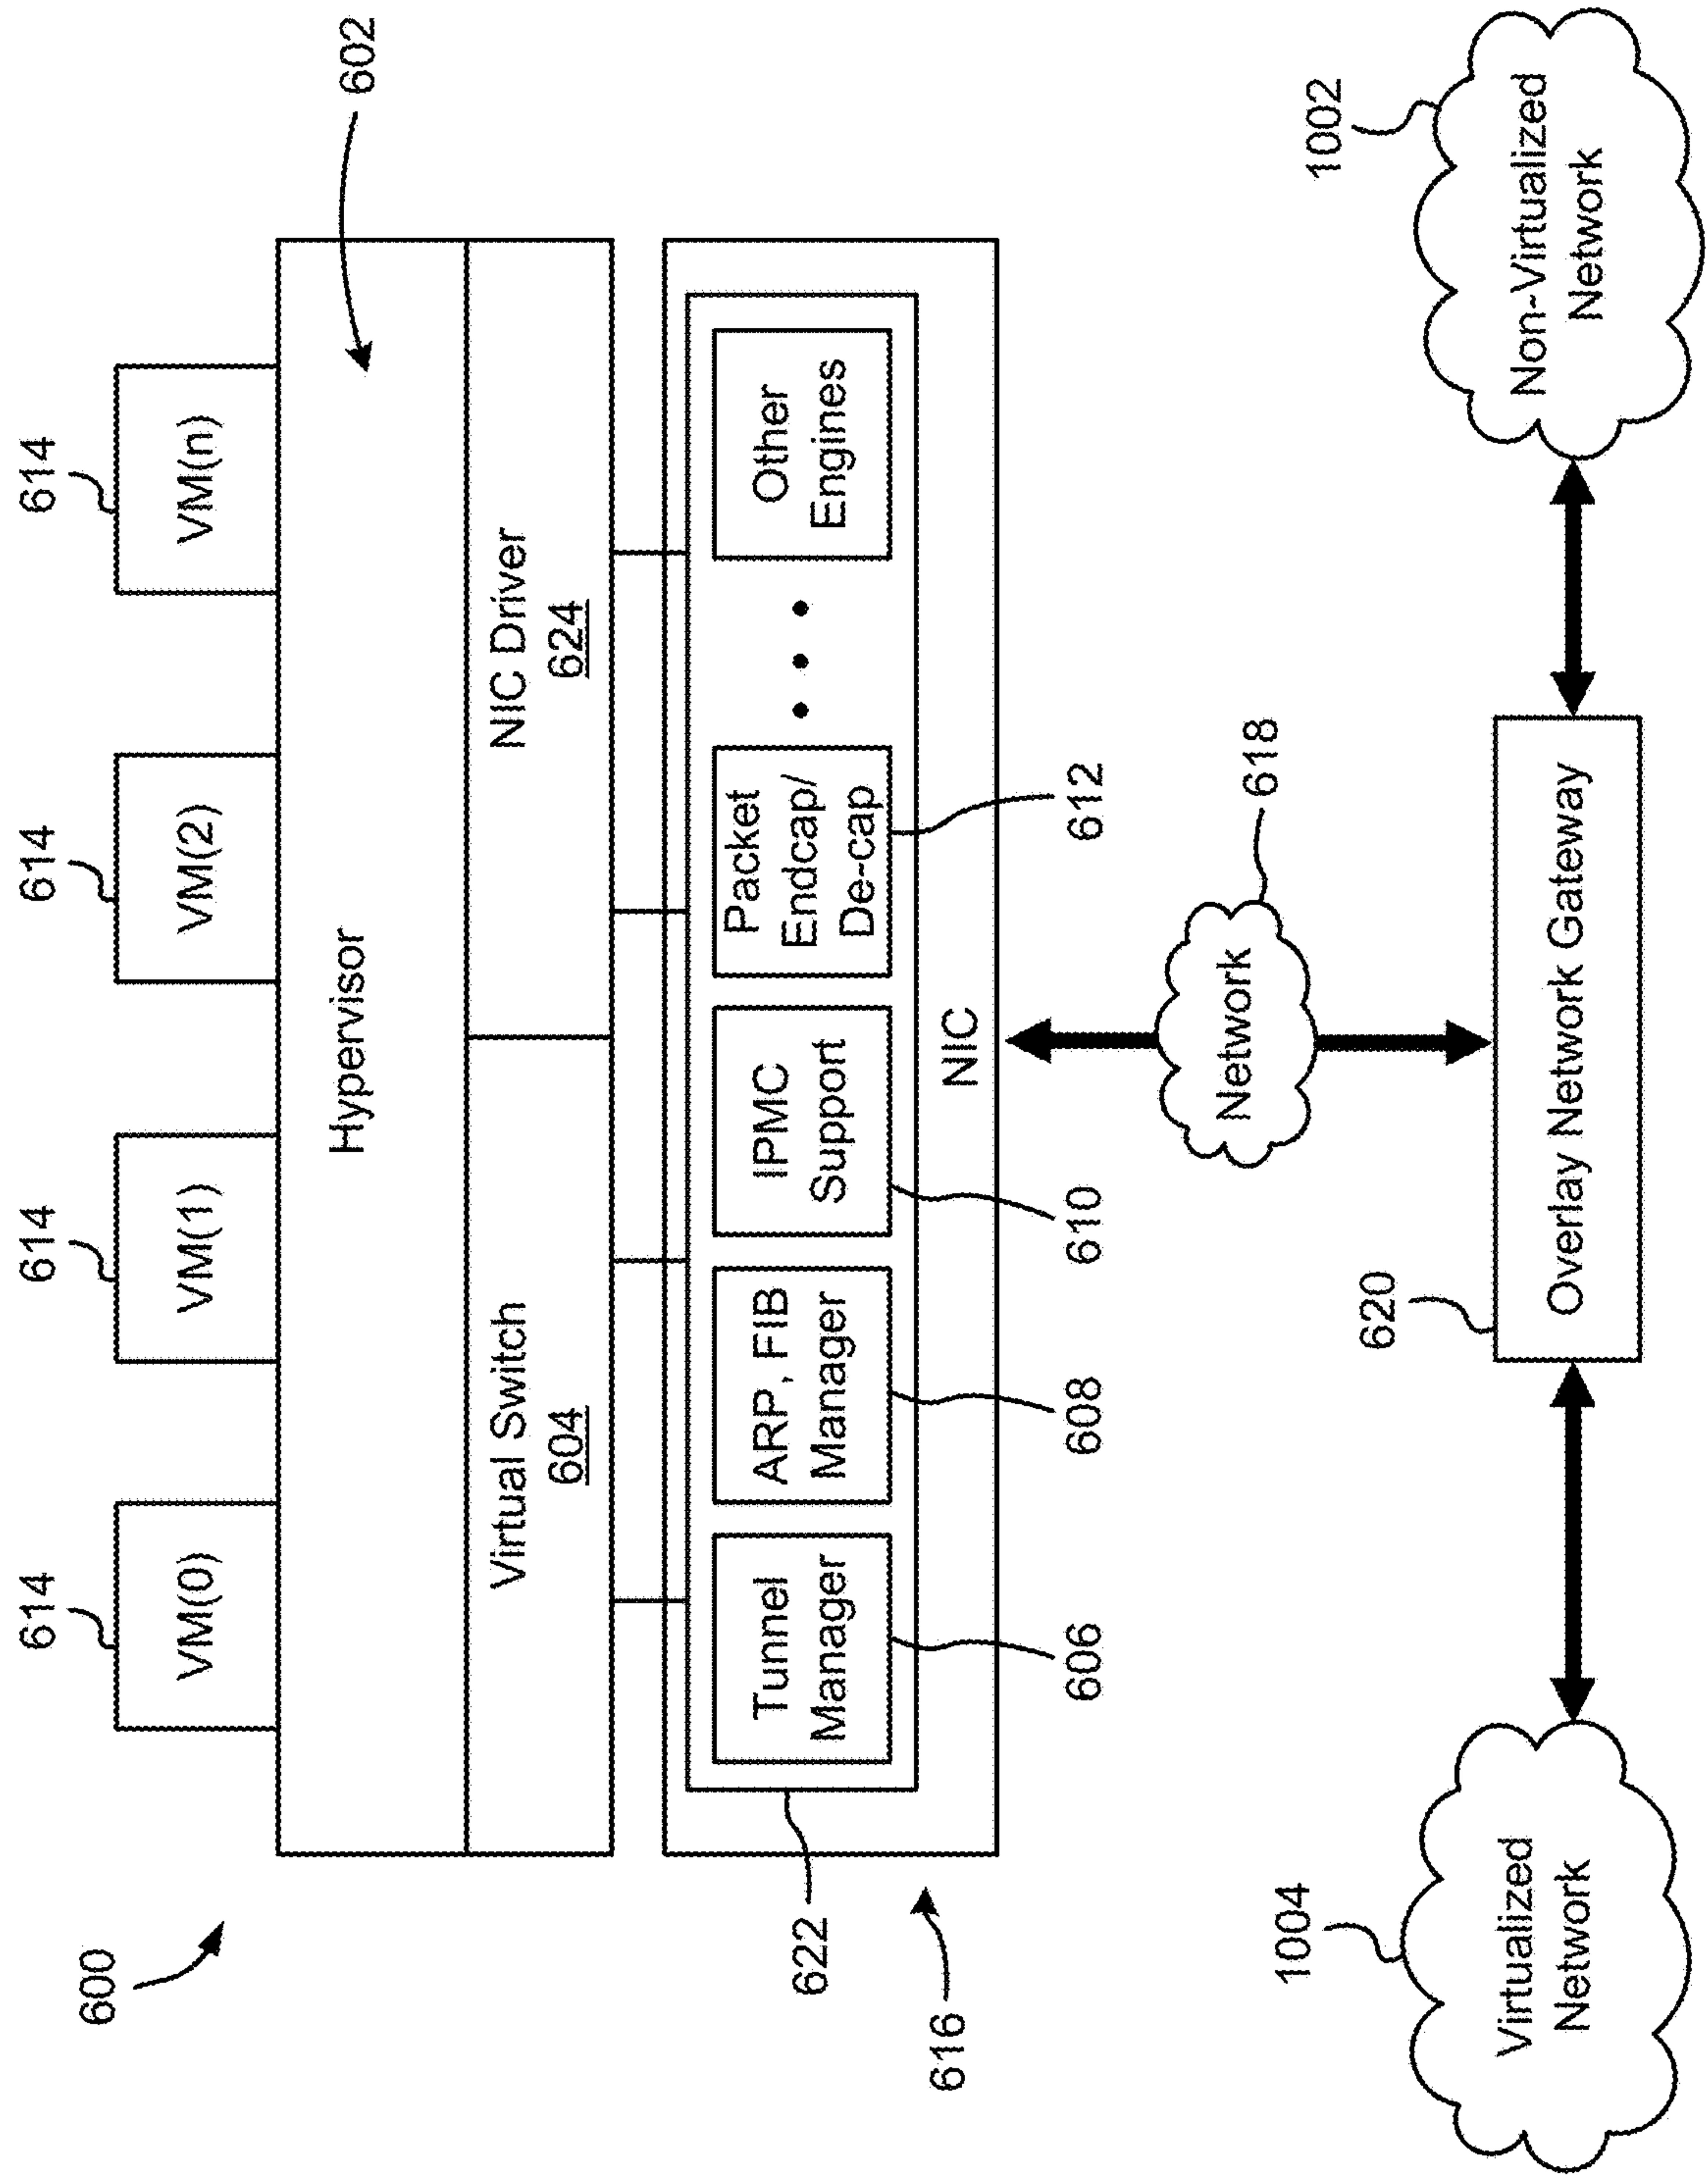 600
614
614
614
614
VM(0)
VM(1)
VM(2)
VM(n)
602
Hypervisor
Virtual Switch
604
NIC Driver
624
622
Tunnel
Manager
ARP, FIB
Manager
IPMC
Support
Packet
Endcap/
De-cap
• • •
Other
Engines
616
NIC
606
608
610
612
Network
618
1004
Virtualized
Network
620
Overlay Network Gateway
1002
Non-Virtualized
Network